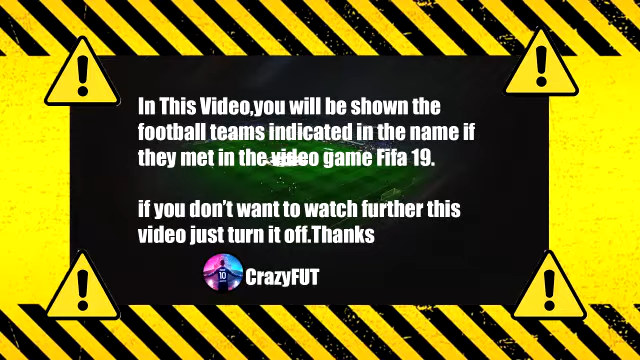 In This Video,you will be shown the
football teams indicated in the name if
they met in the video game Fifa 19.
if you don't want to watch further this
video just turn it off.Thanks
10
CrazyFUT